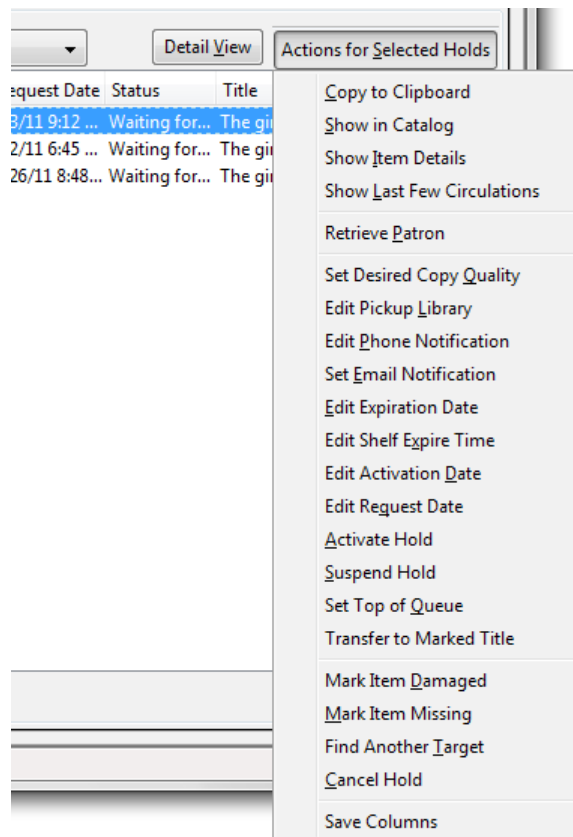 Detail View
Actions for Selected Holds
equest Date Status Title
3/11 9:12 ... Waiting for... The gi
2/11 6:45 ... Waiting for... The gi
26/11 8:48... Waiting for... The gi
Copy to Clipboard
Show in Catalog
Show Item Details
Show Last Few Circulations
Retrieve Patron
Set Desired Copy Quality
Edit Pickup Library
Edit Phone Notification
Set Email Notification
Edit Expiration Date
Edit Shelf Expire Time
Edit Activation Date
Edit Request Date
Activate Hold
Suspend Hold
Set Top of Queue
Transfer to Marked Title
Mark Item Damaged
Mark Item Missing
Find Another Target
Cancel Hold
Save Columns